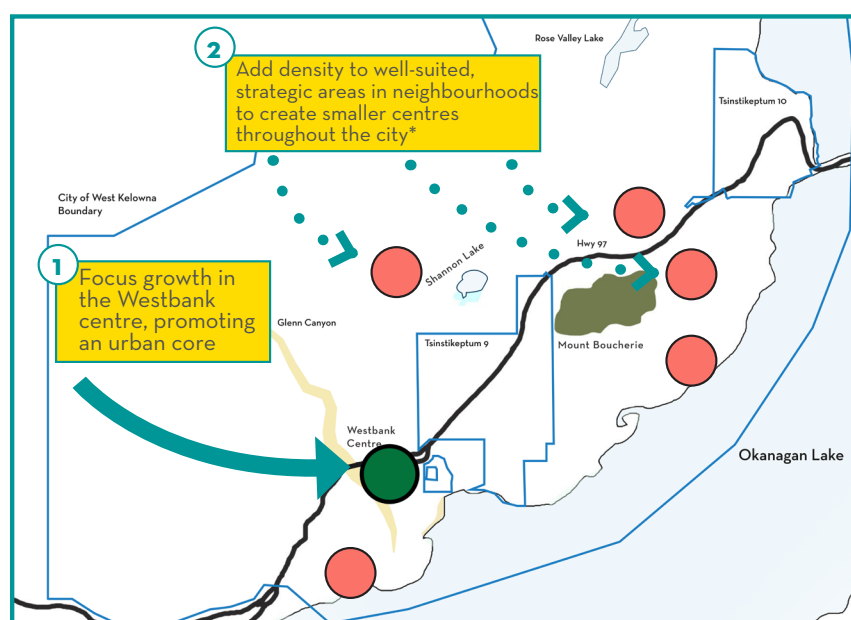 2
Add density to well-suited,
strategic areas in neighbourhoods
to create smaller centres
throughout the city*
Rose Valley Lake
Tsinstikeptum 10
City of West Kelowna
Boundary
1
Focus growth in
the Westbank
centre, promoting
an urban core
Hwy 97
Shannon Lake
Glenn Canyon
Tsinstikeptum 9
Mount Boucherie
Westbank
Centre
Okanagan Lake